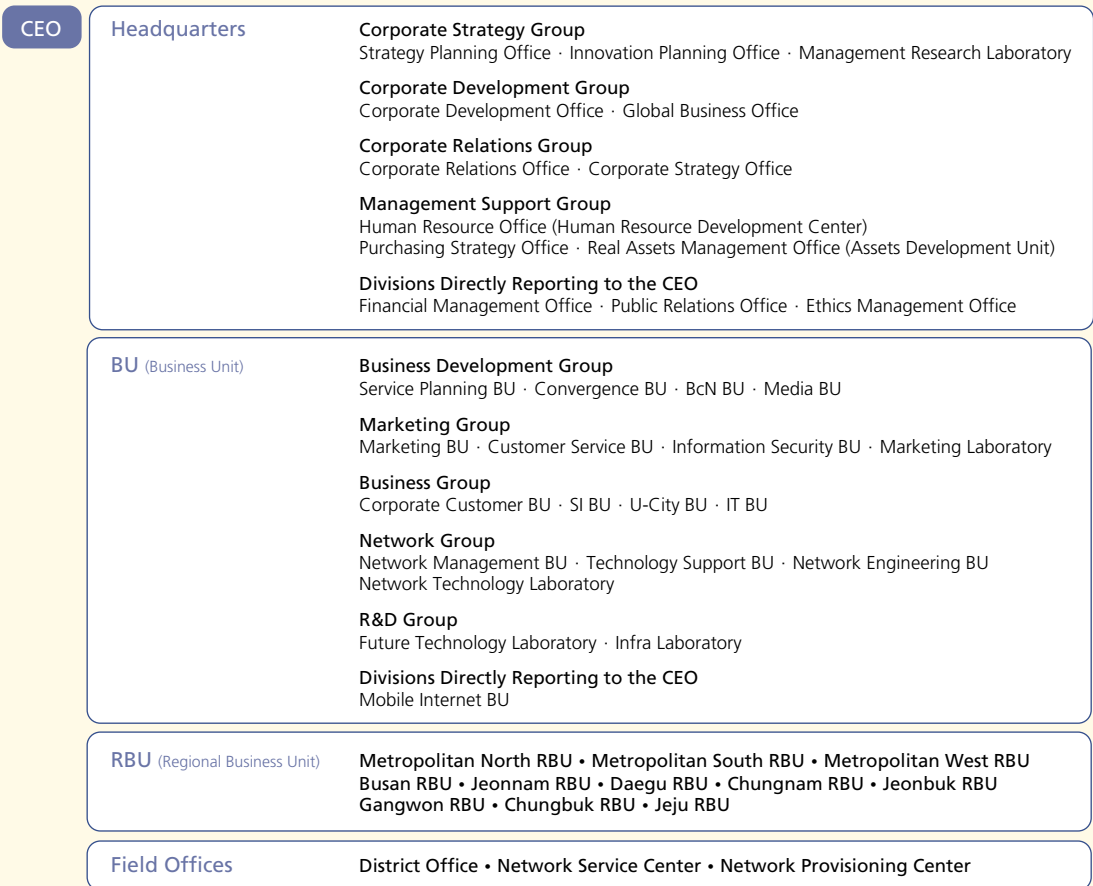 CEO
Headquarters
Corporate Strategy Group
Strategy Planning Office · Innovation Planning Office · Management Research Laboratory
Corporate Development Group
Corporate Development Office · Global Business Office
Corporate Relations Group
Corporate Relations Office · Corporate Strategy Office
Management Support Group
Human Resource Office (Human Resource Development Center)
Purchasing Strategy Office · Real Assets Management Office (Assets Development Unit)
Divisions Directly Reporting to the CEO
Financial Management Office · Public Relations Office · Ethics Management Office
BU (Business Unit)
Business Development Group
Service Planning BU · Convergence BU · BcN BU · Media BU
Marketing Group
Marketing BU · Customer Service BU · Information Security BU · Marketing Laboratory
Business Group
Corporate Customer BU · SI BU · U-City BU · IT BU
Network Group
Network Management BU · Technology Support BU · Network Engineering BU
Network Technology Laboratory
R&D Group
Future Technology Laboratory · Infra Laboratory
Divisions Directly Reporting to the CEO
Mobile Internet BU
RBU (Regional Business Unit)
Metropolitan North RBU • Metropolitan South RBU • Metropolitan West RBU
Busan RBU • Jeonnam RBU • Daegu RBU • Chungnam RBU • Jeonbuk RBU
Gangwon RBU • Chungbuk RBU • Jeju RBU
Field Offices
District Office • Network Service Center • Network Provisioning Center